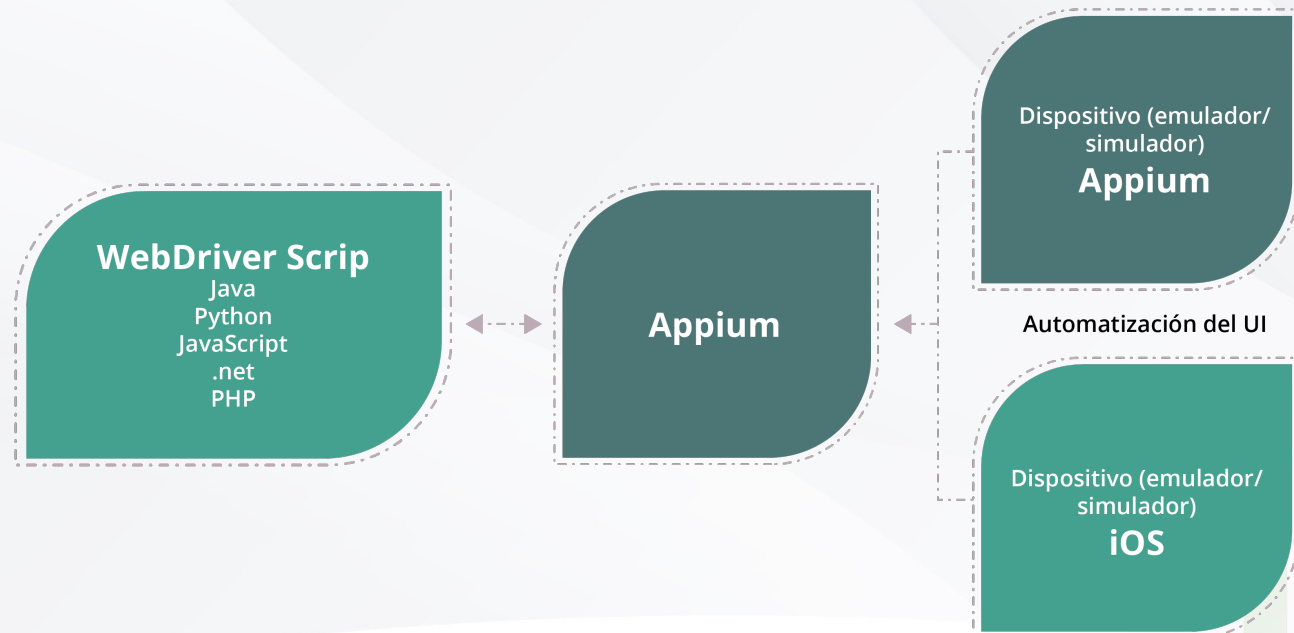 WebDriver Scrip
Java
Python
JavaScript
.net
PHP
Appium
Dispositivo (emulador/
simulador)
Appium
Automatización del UI
Dispositivo (emulador/
simulador)
iOS